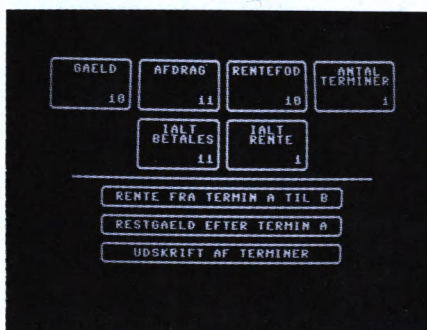 GAELD
10
AFDRAG
11
RENTEFOD
10
ANTAL
TERMINER
1
IALT
BETALES
11
IALT
RENTE
1
RENTE FRA TERMIN A TIL B
RESTGAELD EFTER TERMIN A
UDSKRIFT AF TERMINER